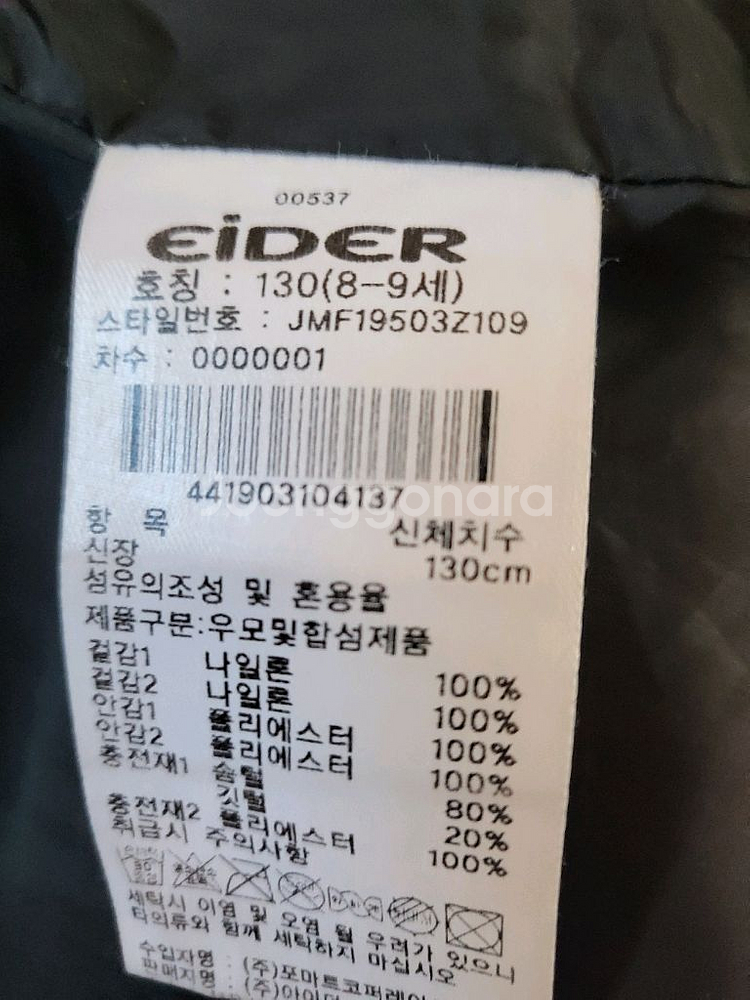 00537
EiDER
호칭 : 130(8-9세)
스타일번호 : JMF19503Z109
차수 : 0000001
441903104137
항 목 신체치수
신장 130cm
섬유의조성 및 혼용율
제품구분:우모및합섬제품
겉감1 나일론 100%
겉감2 나일론 100%
안감1 폴리에스터 100%
안감2 폴리에스터 100%
충전재1 솜털 80%
깃털 20%
충전재2 폴리에스터 100%
취급시 주의사항
세탁시 이염 및 오염 될 우려가 있으니
타의류와 함께 세탁하지 마십시오
수입자명 : (주)포마트코퍼레이
판매자명 : (주)아이더